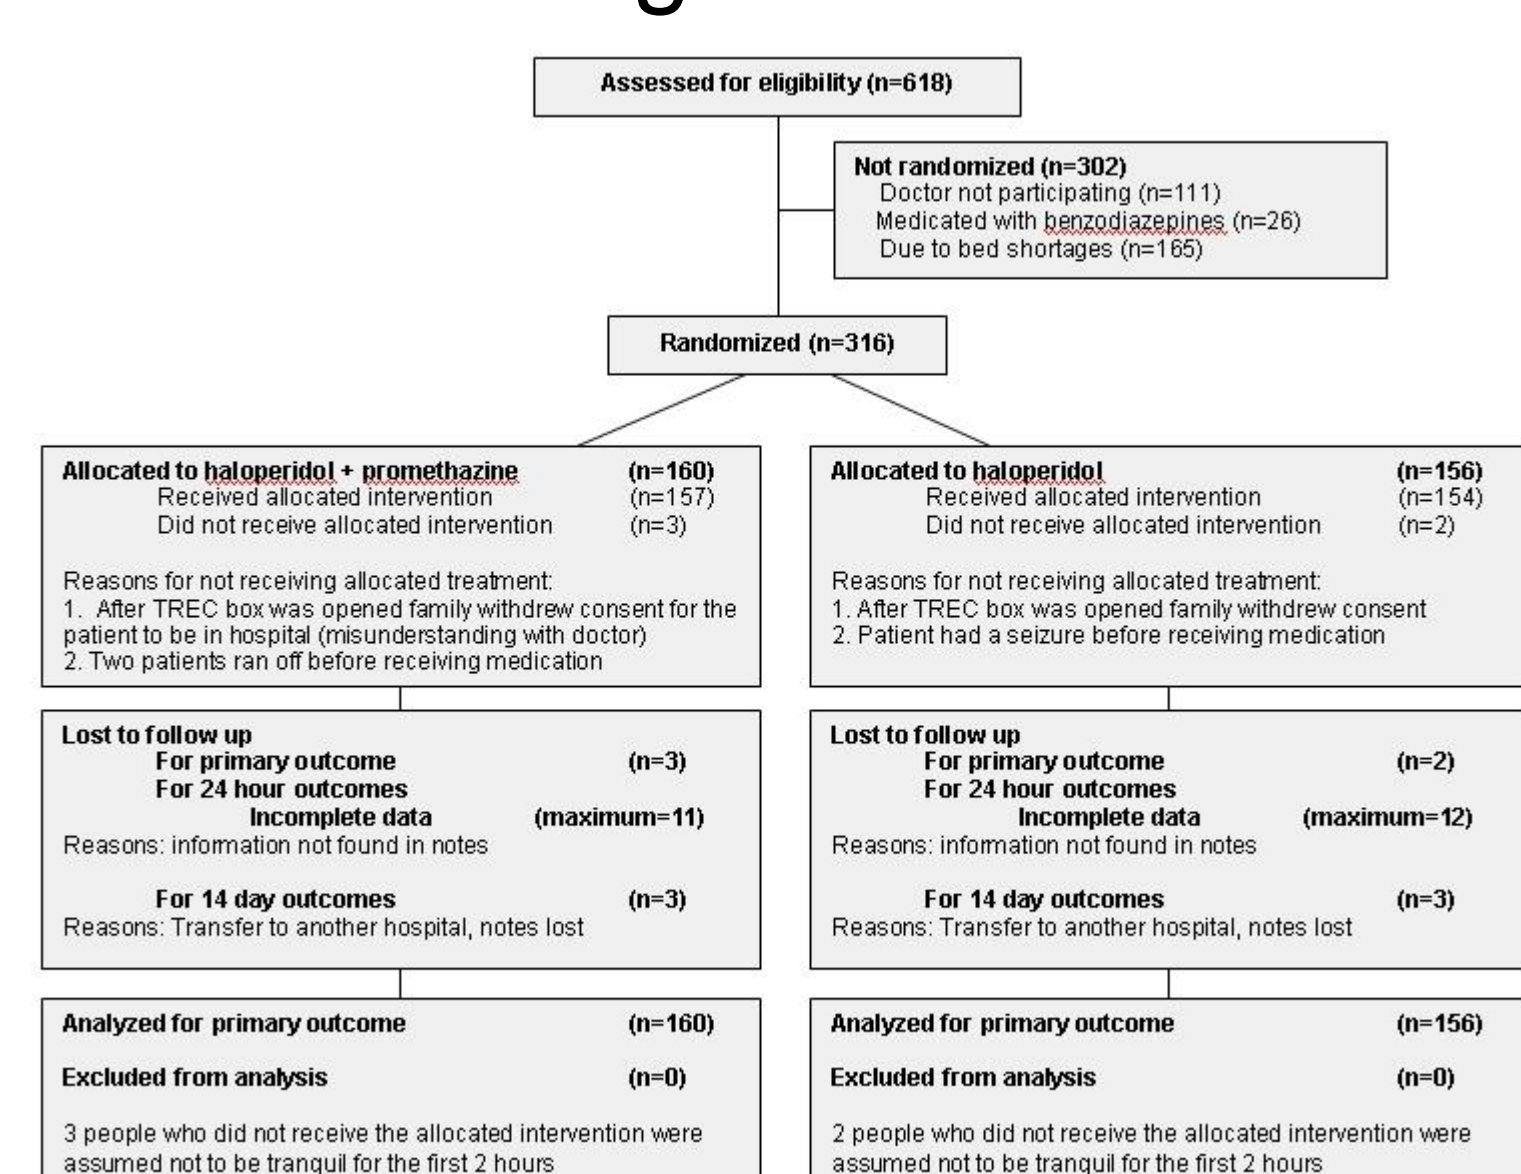 Assessed for eligibility (n=618)
Not randomized (n=302)
Doctor not participating (n=111)
Medicated with benzodiazepines (n=26)
Due to bed shortages (n=165)
Randomized (n=316)
Allocated to haloperidol + promethazine (n=160)
Received allocated intervention (n=157)
Did not receive allocated intervention (n=3)
Reasons for not receiving allocated treatment:
1. After TREC box was opened family withdrew consent for the
patient to be in hospital (misunderstanding with doctor)
2. Two patients ran off before receiving medication
Allocated to haloperidol (n=156)
Received allocated intervention (n=154)
Did not receive allocated intervention (n=2)
Reasons for not receiving allocated treatment:
1. After TREC box was opened family withdrew consent
2. Patient had a seizure before receiving medication
Lost to follow up
For primary outcome (n=3)
For 24 hour outcomes
Incomplete data (maximum=11)
Reasons: information not found in notes
For 14 day outcomes (n=3)
Reasons: Transfer to another hospital, notes lost
Lost to follow up
For primary outcome (n=2)
For 24 hour outcomes
Incomplete data (maximum=12)
Reasons: information not found in notes
For 14 day outcomes (n=3)
Reasons: Transfer to another hospital, notes lost
Analyzed for primary outcome (n=160)
Excluded from analysis (n=0)
3 people who did not receive the allocated intervention were
assumed not to be tranquil for the first 2 hours
Analyzed for primary outcome (n=156)
Excluded from analysis (n=0)
2 people who did not receive the allocated intervention were
assumed not to be tranquil for the first 2 hours